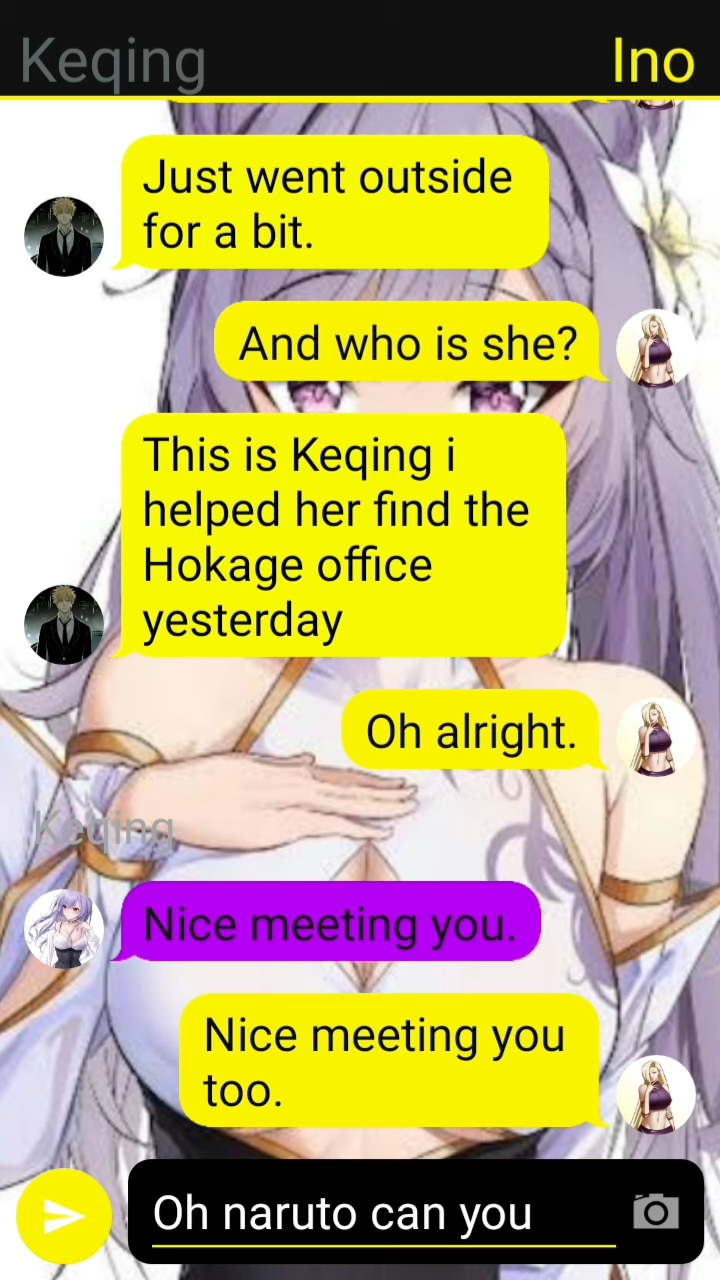 Keqing Ino
Just went outside
for a bit.
And who is she?
This is Keqing i
helped her find the
Hokage office
yesterday
Oh alright.
Keqing
Nice meeting you.
Nice meeting you
too.
Oh naruto can you